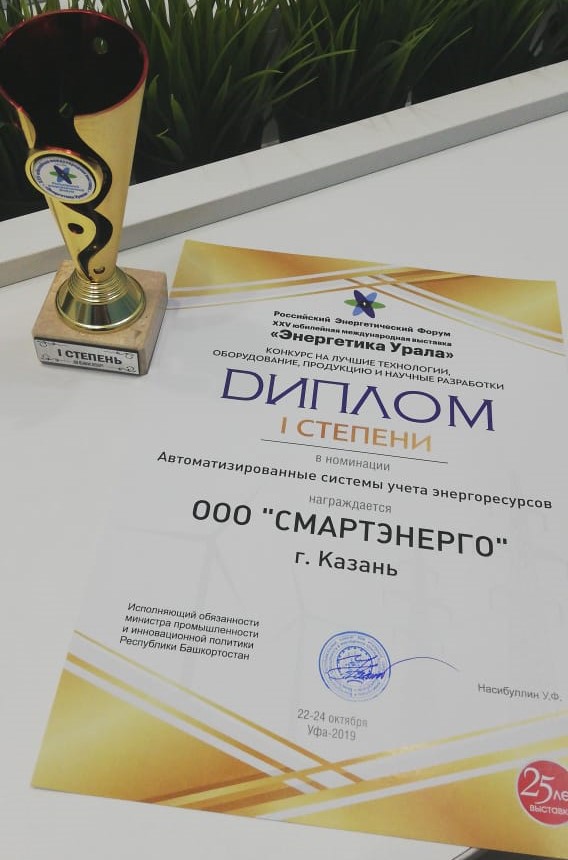 I СТЕПЕНЬ
Российский Энергетический Форум
XXV юбилейная международная выставка
«Энергетика Урала»
КОНКУРС НА ЛУЧШИЕ ТЕХНОЛОГИИ,
ОБОРУДОВАНИЕ, ПРОДУКЦИЮ И НАУЧНЫЕ РАЗРАБОТКИ
ДИПЛОМ
I СТЕПЕНИ
в номинации
Автоматизированные системы учета энергоресурсов
награждается
ООО "СМАРТЭНЕРГО"
г. Казань
Исполняющий обязанности
министра промышленности
и инновационной политики
Республики Башкортостан
Насибуллин У.Ф.
22-24 октября
Уфа-2019
25 ле
выставк